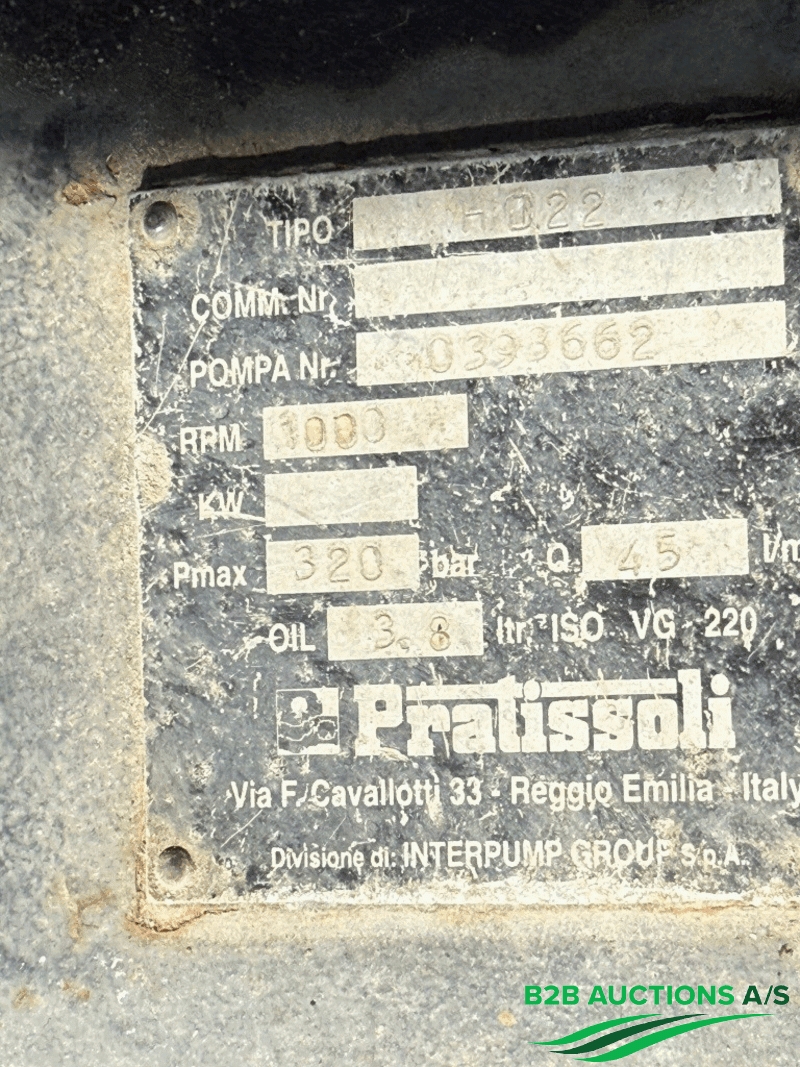 TIPO HD22
COMM. Nr.
POMPA Nr. 0393662
RPM 1000
KW
Pmax 320 bar Q 45 l/m
OIL 3.8 ltr. ISO VG 220
Pratissoli
Via F. Cavallotti 33 - Reggio Emilia - Italy
Divisione di: INTERPUMP GROUP S.p.A.
B2B AUCTIONS A/S